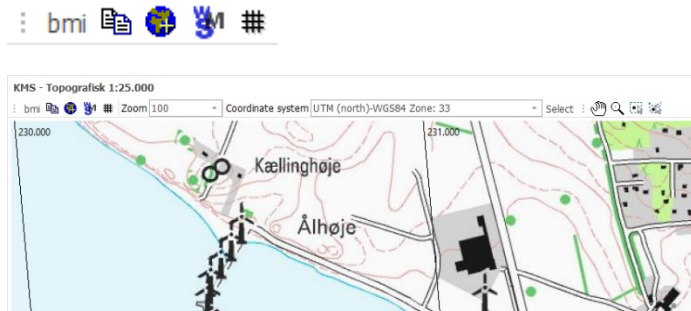 bmi M
KMS - Topografisk 1:25.000
bmi M Zoom 100 Coordinate system UTM (north)-WGS84 Zone: 33 Select
230.000 231.000
Kællinghøje
Ålhøje